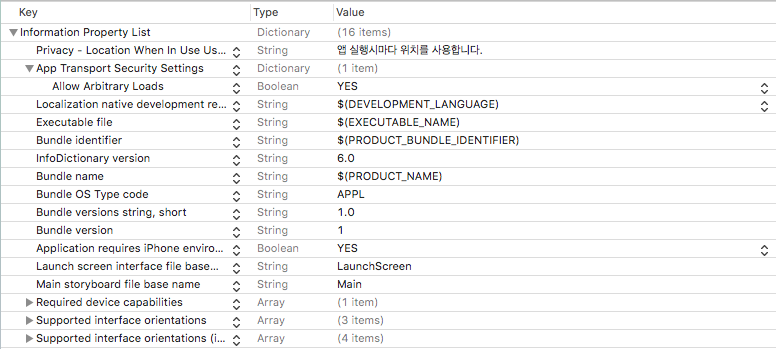 Key Type Value
Information Property List Dictionary (16 items)
Privacy - Location When In Use Us... String 앱 실행시마다 위치를 사용합니다.
App Transport Security Settings Dictionary (1 item)
Allow Arbitrary Loads Boolean YES
Localization native development re... String $(DEVELOPMENT_LANGUAGE)
Executable file String $(EXECUTABLE_NAME)
Bundle identifier String $(PRODUCT_BUNDLE_IDENTIFIER)
InfoDictionary version String 6.0
Bundle name String $(PRODUCT_NAME)
Bundle OS Type code String APPL
Bundle versions string, short String 1.0
Bundle version String 1
Application requires iPhone enviro... Boolean YES
Launch screen interface file base... String LaunchScreen
Main storyboard file base name String Main
Required device capabilities Array (1 item)
Supported interface orientations Array (3 items)
Supported interface orientations (i... Array (4 items)